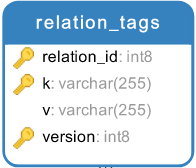 relation_tags
relation_id: int8
k: varchar(255)
v: varchar(255)
version: int8
...